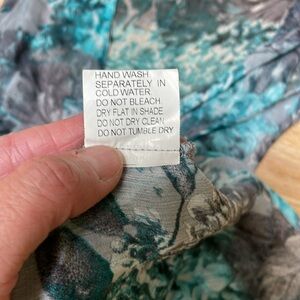 HAND WASH
SEPARATELY IN
COLD WATER
DO NOT BLEACH
DRY FLAT IN SHADE
DO NOT DRY CLEAN
DO NOT TUMBLE DRY